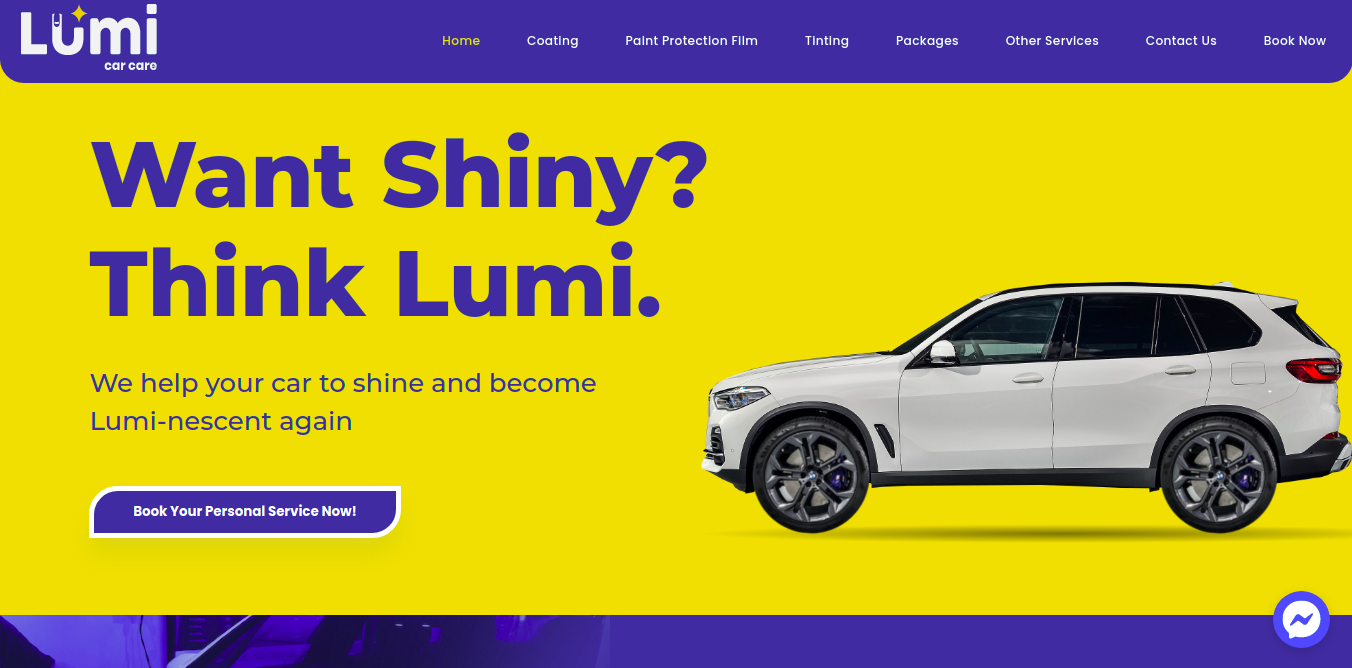 Lumi
car care
Home
Coating
Paint Protection Film
Tinting
Packages
Other Services
Contact Us
Book Now
Want Shiny?
Think Lumi.
We help your car to shine and become
Lumi-nescent again
Book Your Personal Service Now!